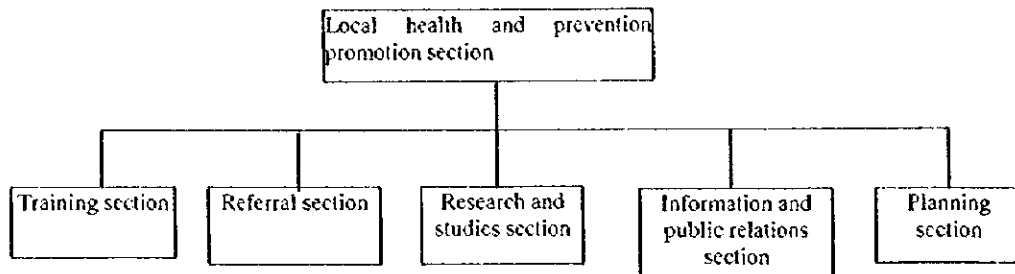 Local health and prevention
promotion section
Training section
Referral section
Research and
studies section
Information and
public relations
section
Planning
section